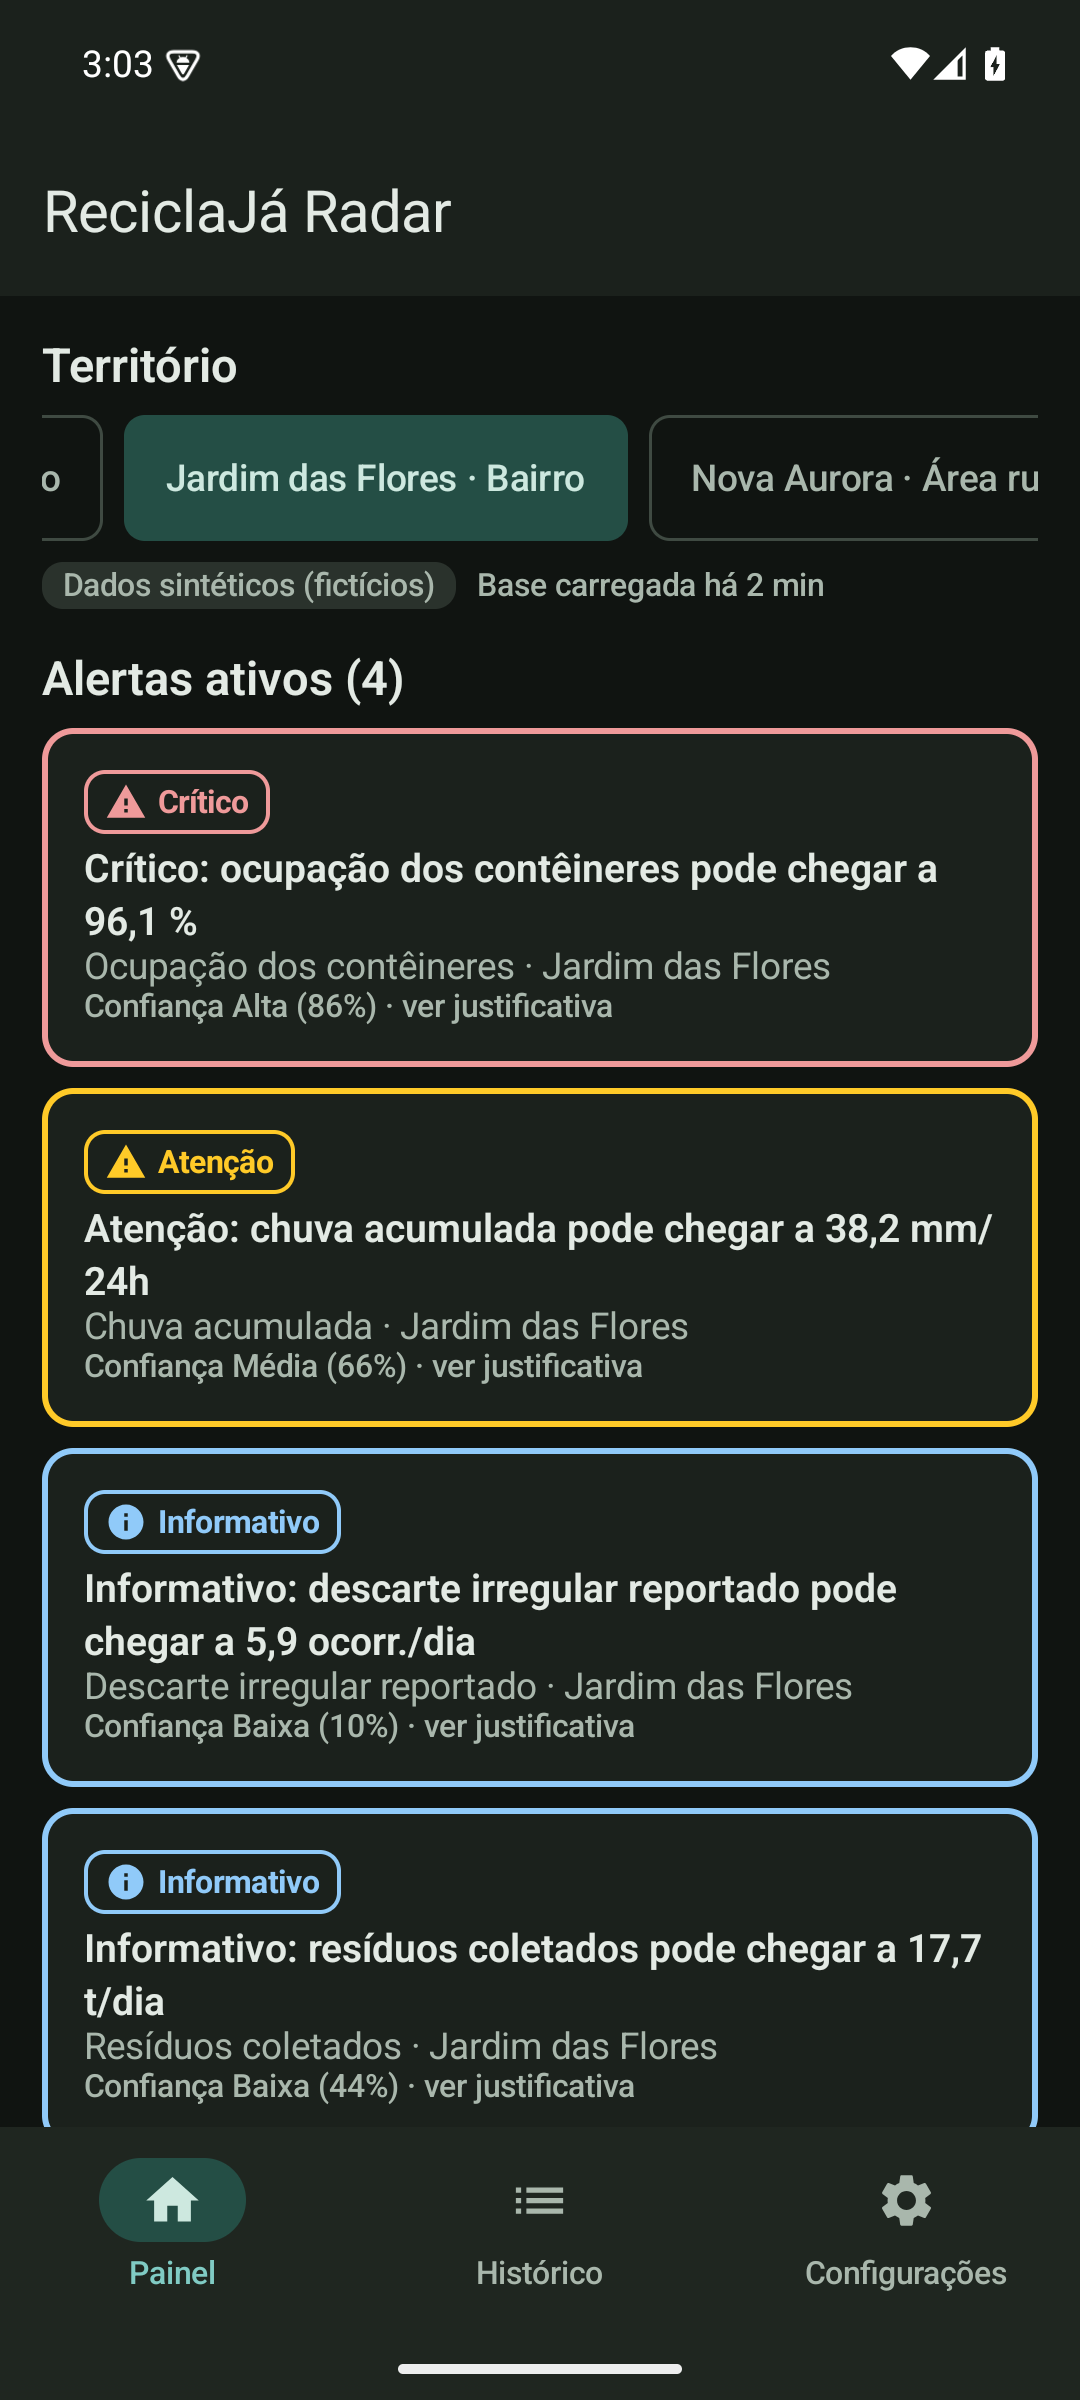 3:03
ReciclaJá Radar
Território
o
Jardim das Flores · Bairro
Nova Aurora · Área ru
Dados sintéticos (fictícios)
Base carregada há 2 min
Alertas ativos (4)
Crítico
Crítico: ocupação dos contêineres pode chegar a
96,1 %
Ocupação dos contêineres · Jardim das Flores
Confiança Alta (86%) · ver justificativa
Atenção
Atenção: chuva acumulada pode chegar a 38,2 mm/
24h
Chuva acumulada · Jardim das Flores
Confiança Média (66%) · ver justificativa
Informativo
Informativo: descarte irregular reportado pode
chegar a 5,9 ocorr./dia
Descarte irregular reportado · Jardim das Flores
Confiança Baixa (10%) · ver justificativa
Informativo
Informativo: resíduos coletados pode chegar a 17,7
t/dia
Resíduos coletados · Jardim das Flores
Confiança Baixa (44%) · ver justificativa
Painel
Histórico
Configurações